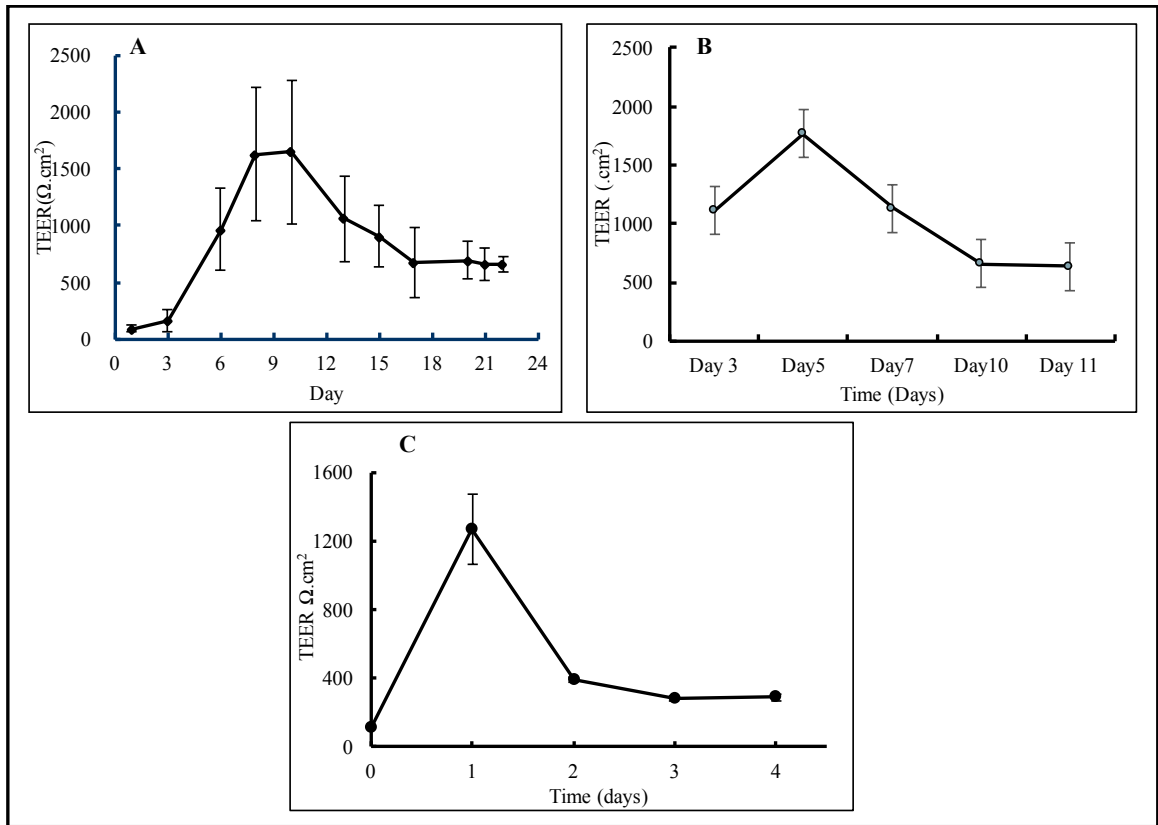 A
2500
2000
1500
1000
500
0
TEER(Ω.cm²)
0 3 6 9 12 15 18 21 24
Day
B
2500
2000
1500
1000
500
0
TEER (.cm²)
Day 3 Day5 Day7 Day10 Day 11
Time (Days)
C
1600
1200
800
400
0
TEER Ω.cm²
0 1 2 3 4
Time (days)